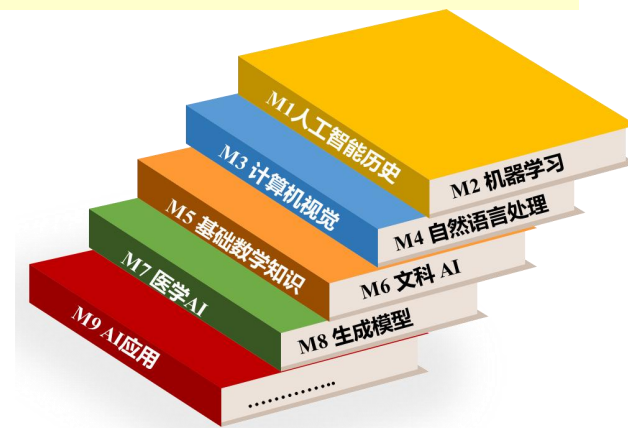 M1人工智能历史
M2 机器学习
M3 计算机视觉
M4 自然语言处理
M5 基础数学知识
M6 文科 AI
M7 医学AI
M8 生成模型
M9 AI应用
…………..